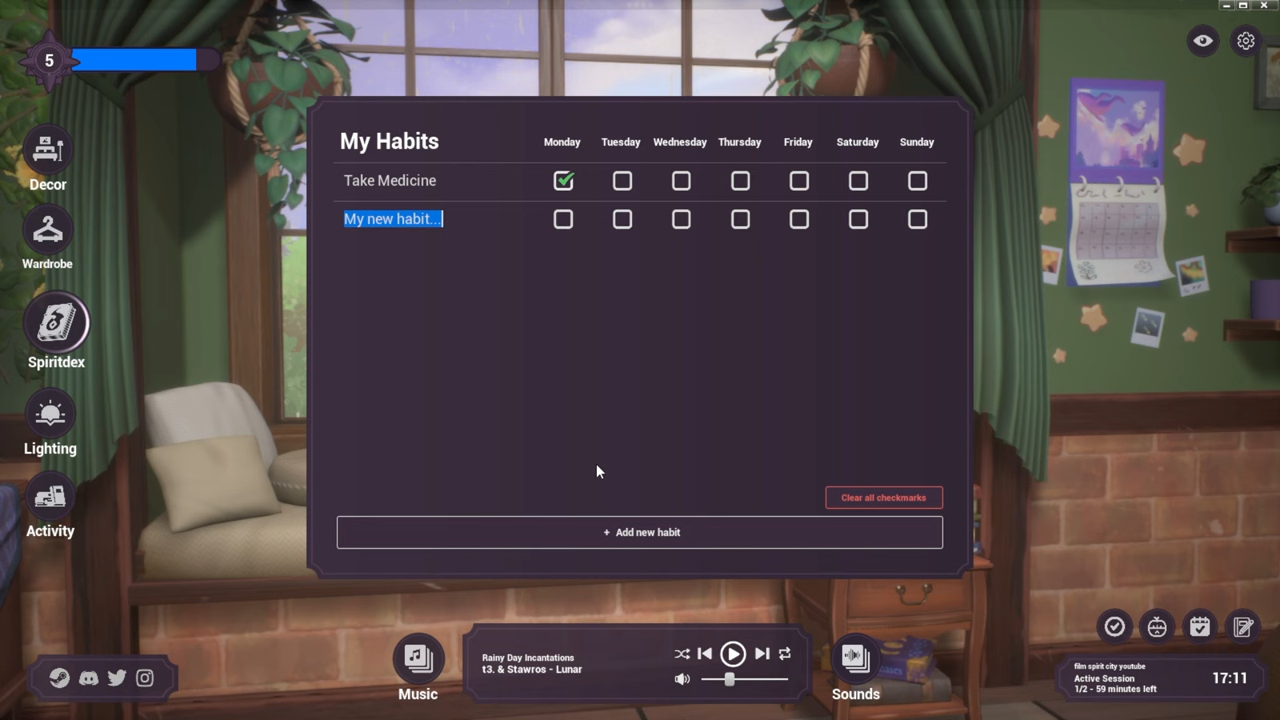 5
Decor
Wardrobe
Spiritdex
Lighting
Activity
My Habits Monday Tuesday Wednesday Thursday Friday Saturday Sunday
Take Medicine
My new habit...
Clear all checkmarks
+ Add new habit
Music
Rainy Day Incantations
t3. & Stawros - Lunar
Sounds
film spirit city youtube
Active Session
1/2 - 59 minutes left
17:11